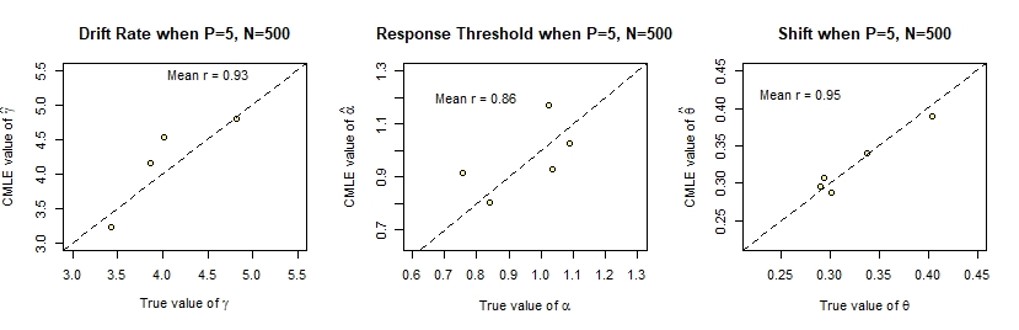 Drift Rate when P=5, N=500
Mean r = 0.93
CMLE value of γ̂
5.5
5.0
4.5
4.0
3.5
3.0
3.0 3.5 4.0 4.5 5.0 5.5
True value of γ
Response Threshold when P=5, N=500
Mean r = 0.86
CMLE value of α̂
1.3
1.1
0.9
0.7
0.6 0.7 0.8 0.9 1.0 1.1 1.2 1.3
True value of α
Shift when P=5, N=500
Mean r = 0.95
CMLE value of θ̂
0.45
0.40
0.35
0.30
0.25
0.25 0.30 0.35 0.40 0.45
True value of θ